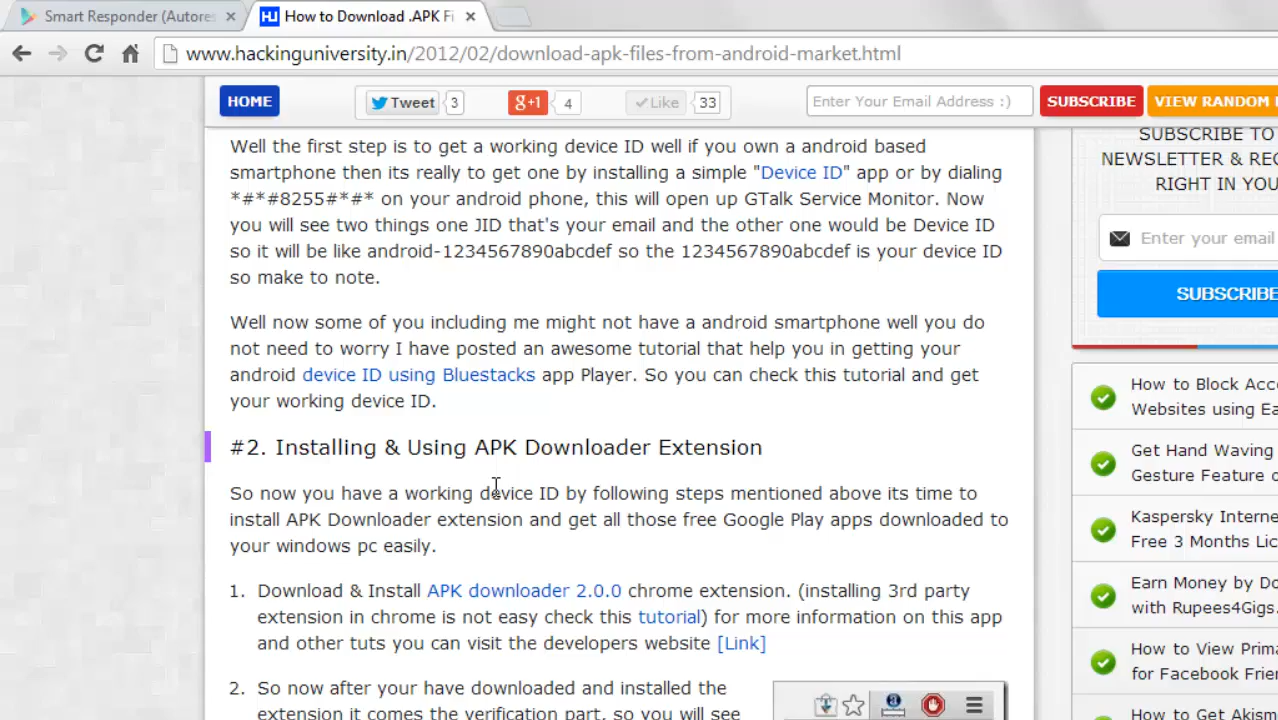 Smart Responder (Autores
How to Download .APK Fi
www.hackinguniversity.in/2012/02/download-apk-files-from-android-market.html
HOME
Tweet 3
g+1 4
Like 33
Enter Your Email Address :)
SUBSCRIBE
VIEW RANDOM
Well the first step is to get a working device ID well if you own a android based
smartphone then its really to get one by installing a simple "Device ID" app or by dialing
*#*#8255#*#* on your android phone, this will open up GTalk Service Monitor. Now
you will see two things one JID that's your email and the other one would be Device ID
so it will be like android-1234567890abcdef so the 1234567890abcdef is your device ID
so make to note.
Well now some of you including me might not have a android smartphone well you do
not need to worry I have posted an awesome tutorial that help you in getting your
android device ID using Bluestacks app Player. So you can check this tutorial and get
your working device ID.
#2. Installing & Using APK Downloader Extension
So now you have a working device ID by following steps mentioned above its time to
install APK Downloader extension and get all those free Google Play apps downloaded to
your windows pc easily.
1. Download & Install APK downloader 2.0.0 chrome extension. (installing 3rd party
extension in chrome is not easy check this tutorial) for more information on this app
and other tuts you can visit the developers website [Link]
2. So now after your have downloaded and installed the
extension it comes the verification part, so you will see
SUBSCRIBE TO
NEWSLETTER & REC
RIGHT IN YOU
Enter your email
SUBSCRIBE
How to Block Acce
Websites using Ea
Get Hand Waving
Gesture Feature o
Kaspersky Interne
Free 3 Months Lic
Earn Money by Do
with Rupees4Gigs.
How to View Prima
for Facebook Frien
How to Get Akism